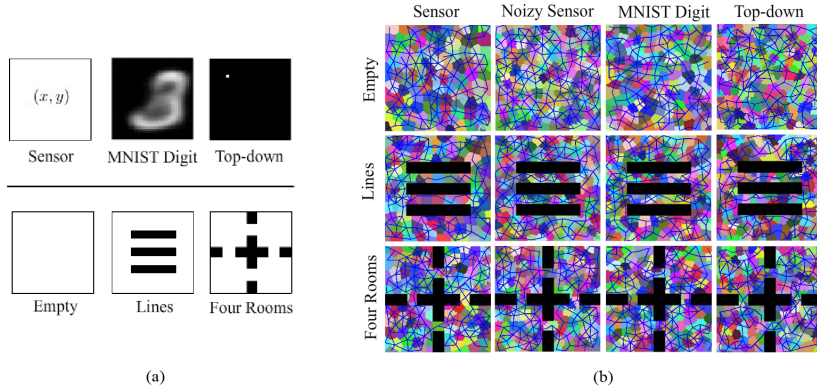 (x, y)
Sensor MNIST Digit Top-down
Empty Lines Four Rooms
(a)
Sensor Noizy Sensor MNIST Digit Top-down
Empty
Lines
Four Rooms
(b)